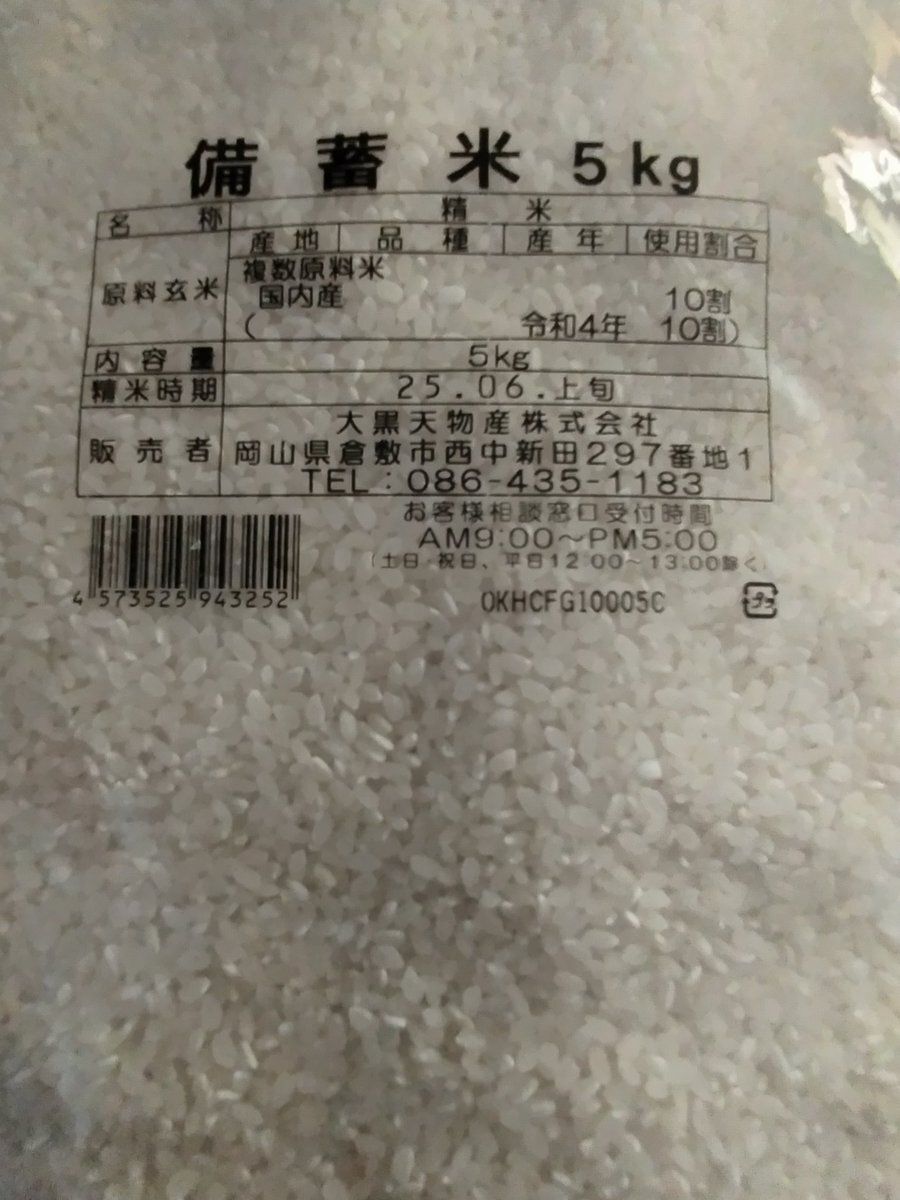 備蓄米 5kg
名称 精米
原料玄米 産地 品種 産年 使用割合
複数原料米
国内産 10割
( 令和4年 10割)
内容量 5kg
精米時期 25.06.上旬
販売者 大黒天物産株式会社
岡山県倉敷市西中新田297番地1
TEL:086-435-1183
お客様相談窓口受付時間
AM9:00~PM5:00
(土日・祝日、平日12:00~13:00除く)
4 573525 943252
OKHCFG10005C
プラ